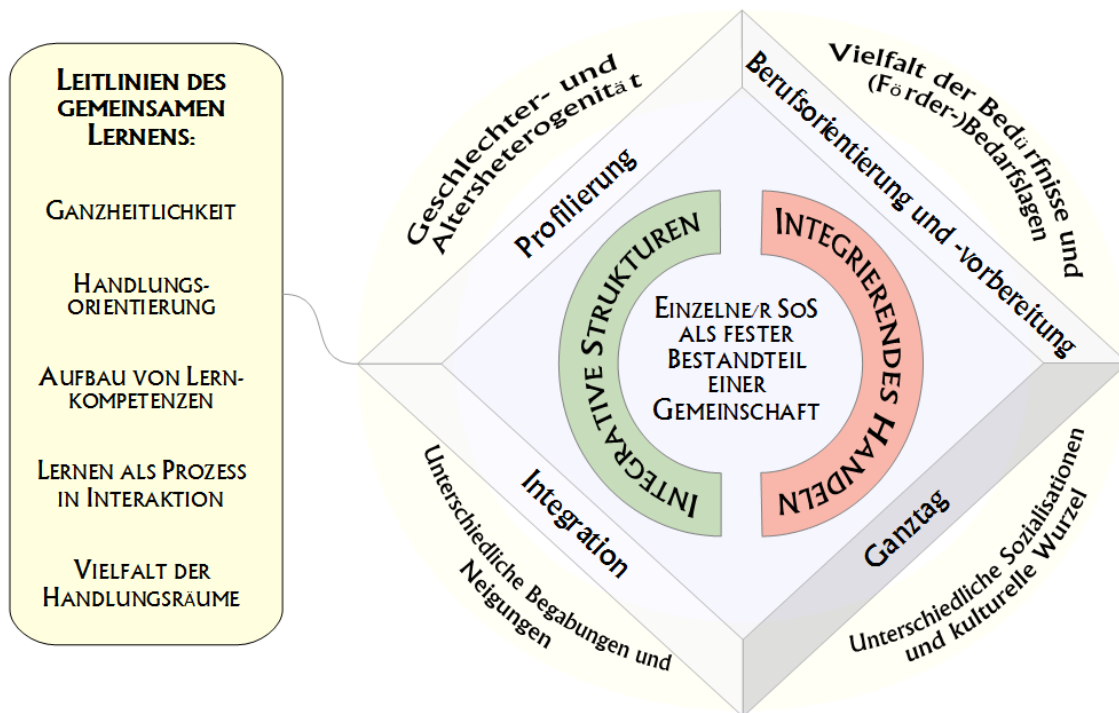 LEITLINIEN DES
GEMEINSAMEN
LERNENS:
GANZHEITLICHKEIT
HANDLUNGS-
ORIENTIERUNG
AUFBAU VON LERN-
KOMPETENZEN
LERNEN ALS PROZESS
IN INTERAKTION
VIELFALT DER
HANDLUNGSRÄUME
Geschlechter- und
Altersheterogenität
Vielfalt der Bedürfnisse und
(Förder-)Bedarfslagen
Profilierung
Berufsorientierung und -vorbereitung
INTEGRATIVE STRUKTUREN
INTEGRIERENDES HANDELN
EINZELNE/R SOS
ALS FESTER
BESTANDTEIL
EINER
GEMEINSCHAFT
Integration
Ganztag
Unterschiedliche Begabungen und
Neigungen
Unterschiedliche Sozialisationen
und kulturelle Wurzel